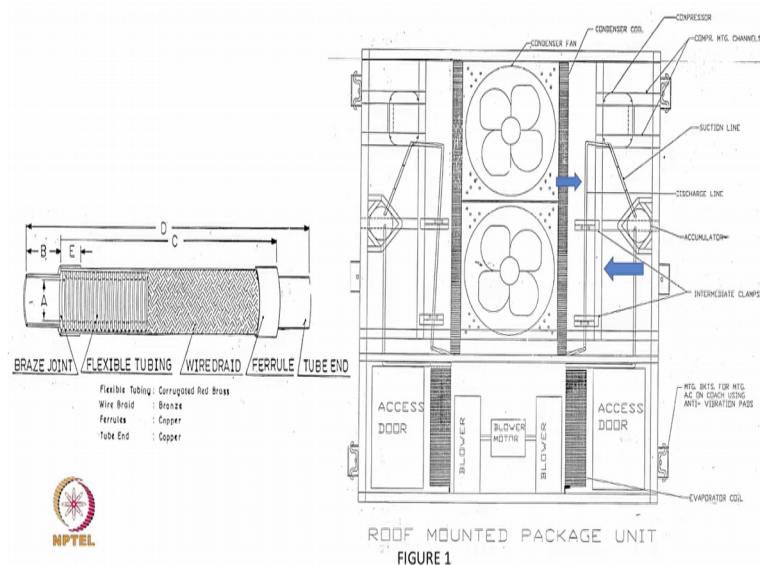 D
C
B
E
A
BRAZE JOINT
FLEXIBLE TUBING
WIREDRAID
FERRULE
TUBE END
Flexible Tubing : Corrugated Red Brass
Wire Braid : Bronze
Ferrules : Copper
Tube End : Copper
NPTEL
CONDENSER FAN
CONDENSER COIL
COMPRESSOR
COMPR. MTG. CHANNELS
SUCTION LINE
DISCHARGE LINE
ACCUMULATOR
INTERMEDIATE CLAMPS
MTG. BKTS. FOR MTG.
A.C ON COACH USING
ANTI- VIBRATION PADS
ACCESS
DOOR
BLOWER
BLOWER
MOTOR
BLOWER
ACCESS
DOOR
EVAPORATOR COIL
ROOF MOUNTED PACKAGE UNIT
FIGURE 1